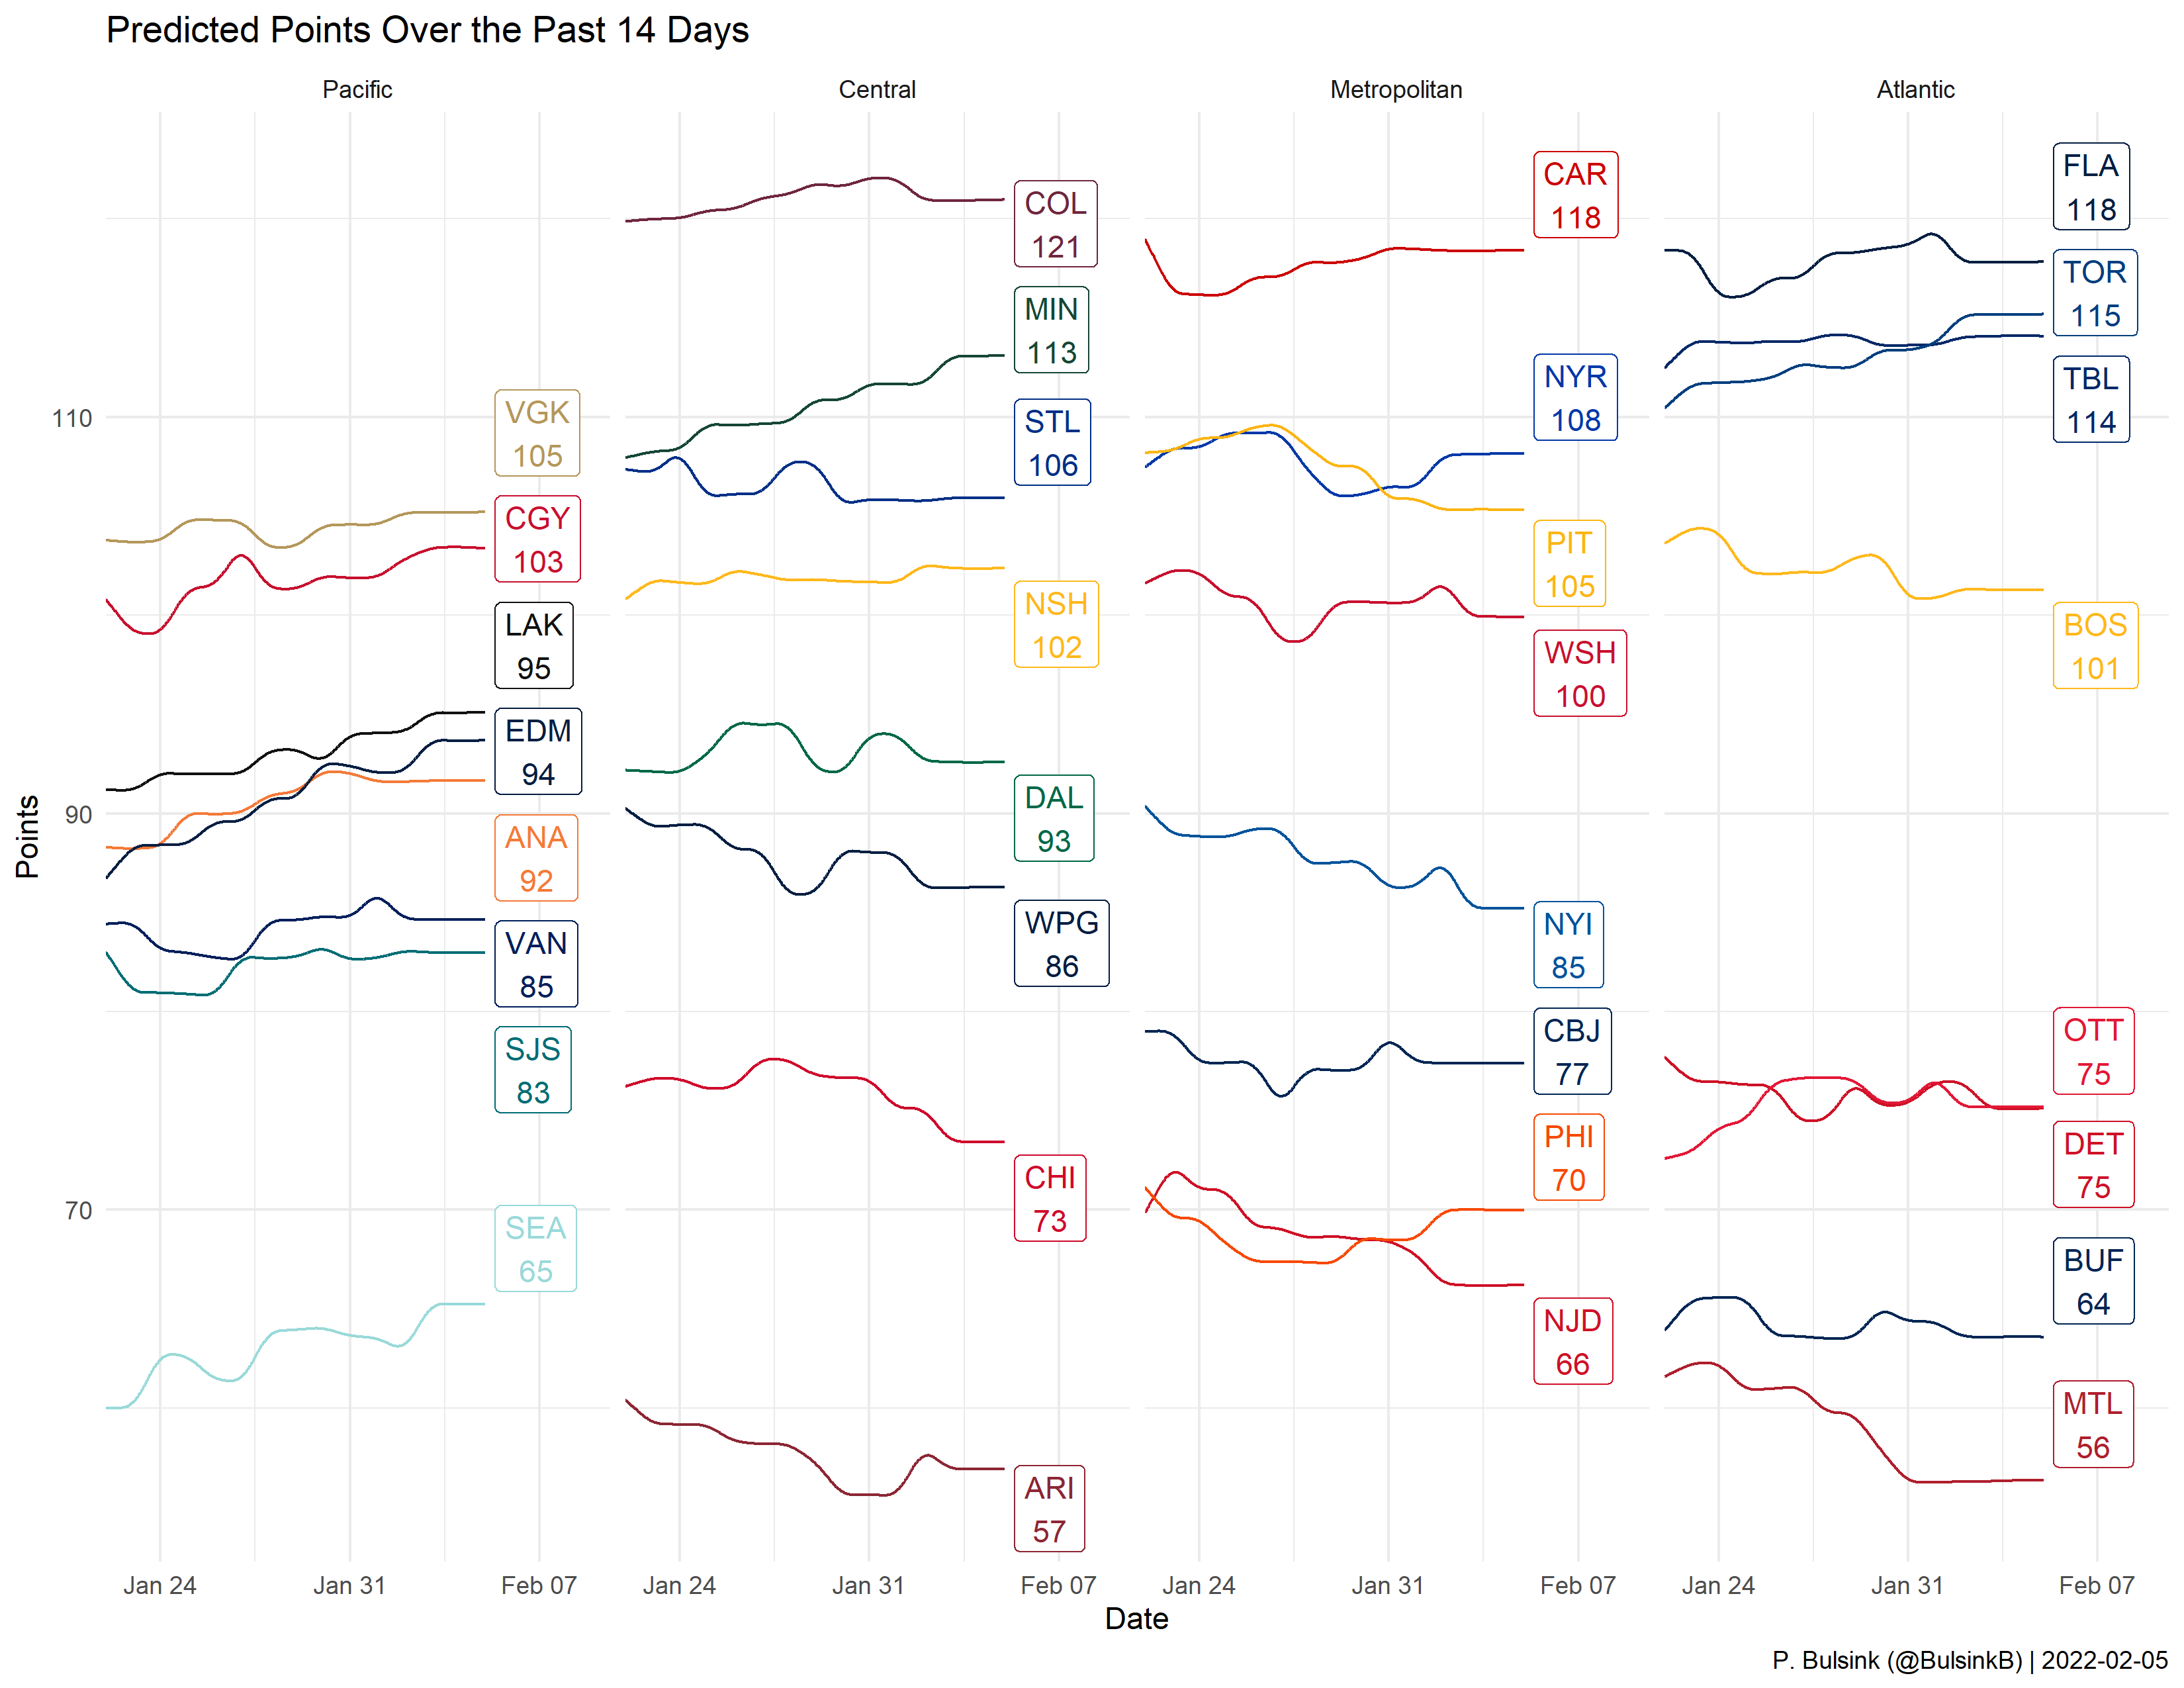 Predicted Points Over the Past 14 Days
Pacific
Central
Metropolitan
Atlantic
Points
110
90
70
VGK
105
CGY
103
LAK
95
EDM
94
ANA
92
VAN
85
SJS
83
SEA
65
COL
121
MIN
113
STL
106
NSH
102
DAL
93
WPG
86
CHI
73
ARI
57
CAR
118
NYR
108
PIT
105
WSH
100
NYI
85
CBJ
77
PHI
70
NJD
66
FLA
118
TOR
115
TBL
114
BOS
101
OTT
75
DET
75
BUF
64
MTL
56
Jan 24
Jan 31
Feb 07
Jan 24
Jan 31
Feb 07
Jan 24
Jan 31
Feb 07
Jan 24
Jan 31
Feb 07
Date
P. Bulsink (@BulsinkB) | 2022-02-05